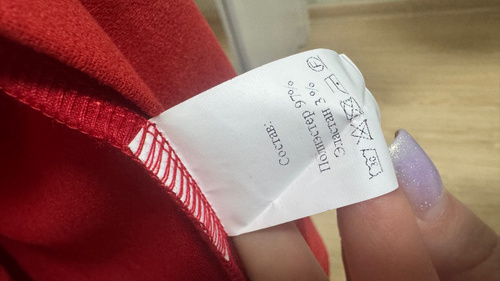 Состав:
Полиэстер 97%
Эластан 3 %